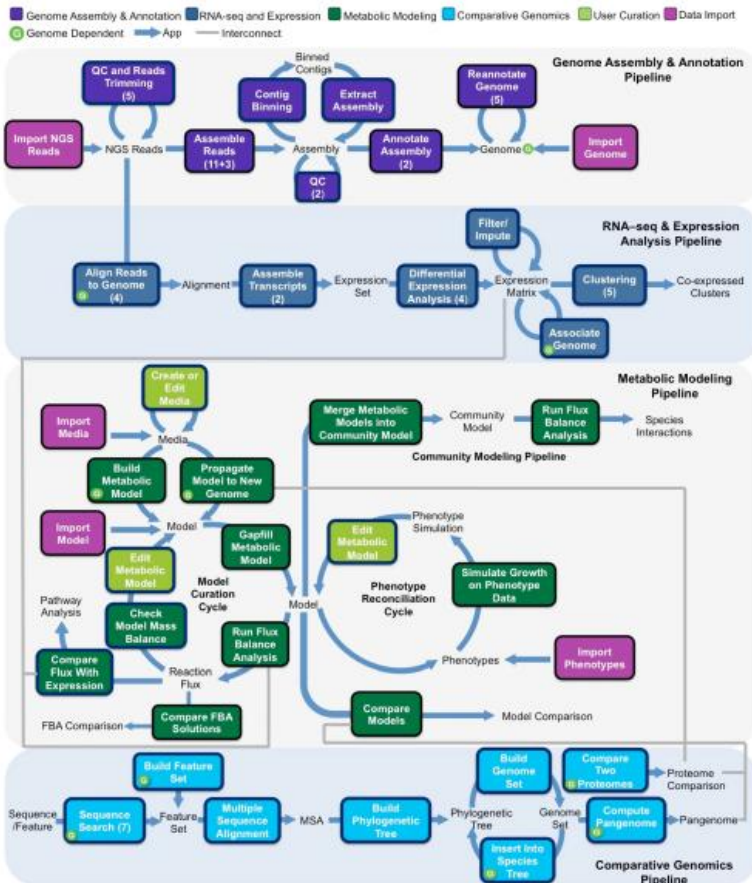 Genome Assembly & Annotation
RNA-seq and Expression
Metabolic Modeling
Comparative Genomics
User Curation
Data Import
G Genome Dependent
App
Interconnect
Genome Assembly & Annotation
Pipeline
QC and Reads
Trimming
(5)
Binned
Contigs
Contig
Binning
Extract
Assembly
Reannotate
Genome
(5)
Import NGS
Reads
NGS Reads
Assemble
Reads
(11+3)
Assembly
Annotate
Assembly
(2)
Genome G
Import
Genome
QC
(2)
RNA–seq & Expression
Analysis Pipeline
Filter/
Impute
Align Reads
to Genome
G (4)
Alignment
Assemble
Transcripts
(2)
Expression
Set
Differential
Expression
Analysis (4)
Expression
Matrix
Clustering
(5)
Co-expressed
Clusters
Associate
G Genome
Metabolic Modeling
Pipeline
Create or
Edit
Media
Import
Media
Media
Merge Metabolic
Models into
Community Model
Community
Model
Run Flux
Balance
Analysis
Species
Interactions
Community Modeling Pipeline
Build
Metabolic
G Model
Propagate
Model to New
G Genome
Import
Model
Model
Gapfill
Metabolic
Model
Edit
Metabolic
Model
Model
Curation
Cycle
Phenotype
Simulation
Edit
Metabolic
Model
Phenotype
Reconciliation
Cycle
Simulate Growth
on Phenotype
Data
Model
Pathway
Analysis
Check
Model Mass
Balance
Run Flux
Balance
Analysis
Compare
Flux With
Expression
Reaction
Flux
Phenotypes
Import
Phenotypes
FBA Comparison
Compare FBA
Solutions
Compare
Models
Model Comparison
Build Feature
G Set
Build
Genome
Set
Compare
Two
G Proteomes
Proteome
Comparison
Sequence
/Feature
Sequence
G Search (7)
Feature
Set
Multiple
Sequence
Alignment
MSA
Build
Phylogenetic
Tree
Phylogenetic
Tree
Genome
Set
Compute
G Pangenome
Pangenome
Insert Into
Species
G Tree
Comparative Genomics
Pipeline